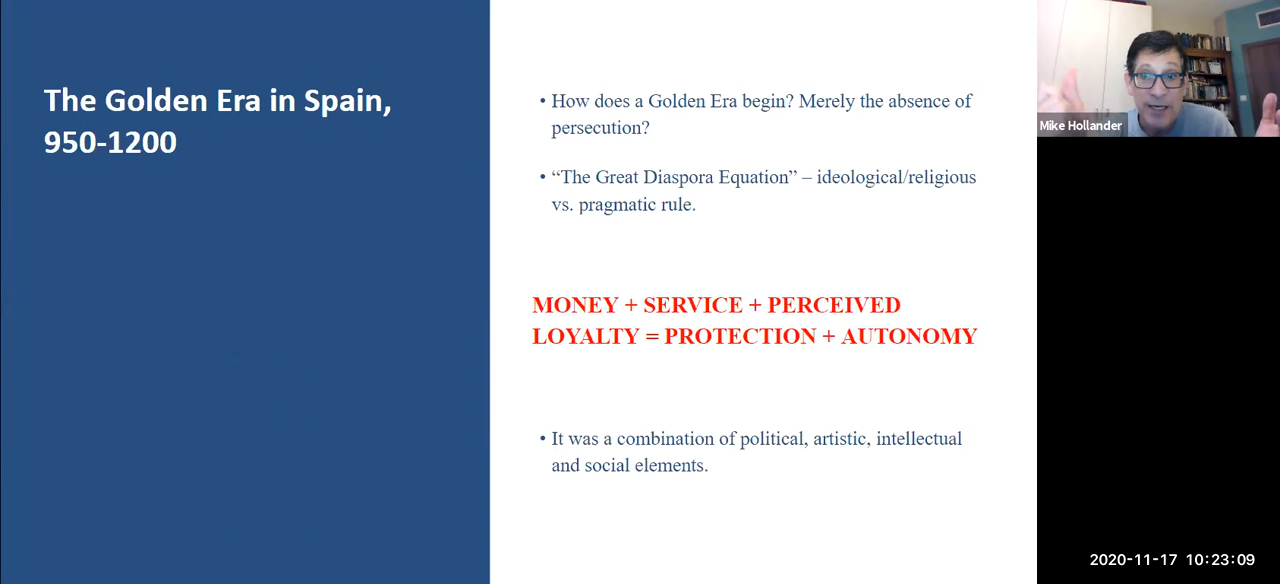 The Golden Era in Spain,
950-1200
• How does a Golden Era begin? Merely the absence of
persecution?
• “The Great Diaspora Equation” – ideological/religious
vs. pragmatic rule.
MONEY + SERVICE + PERCEIVED
LOYALTY = PROTECTION + AUTONOMY
• It was a combination of political, artistic, intellectual
and social elements.
Mike Hollander
2020-11-17 10:23:09